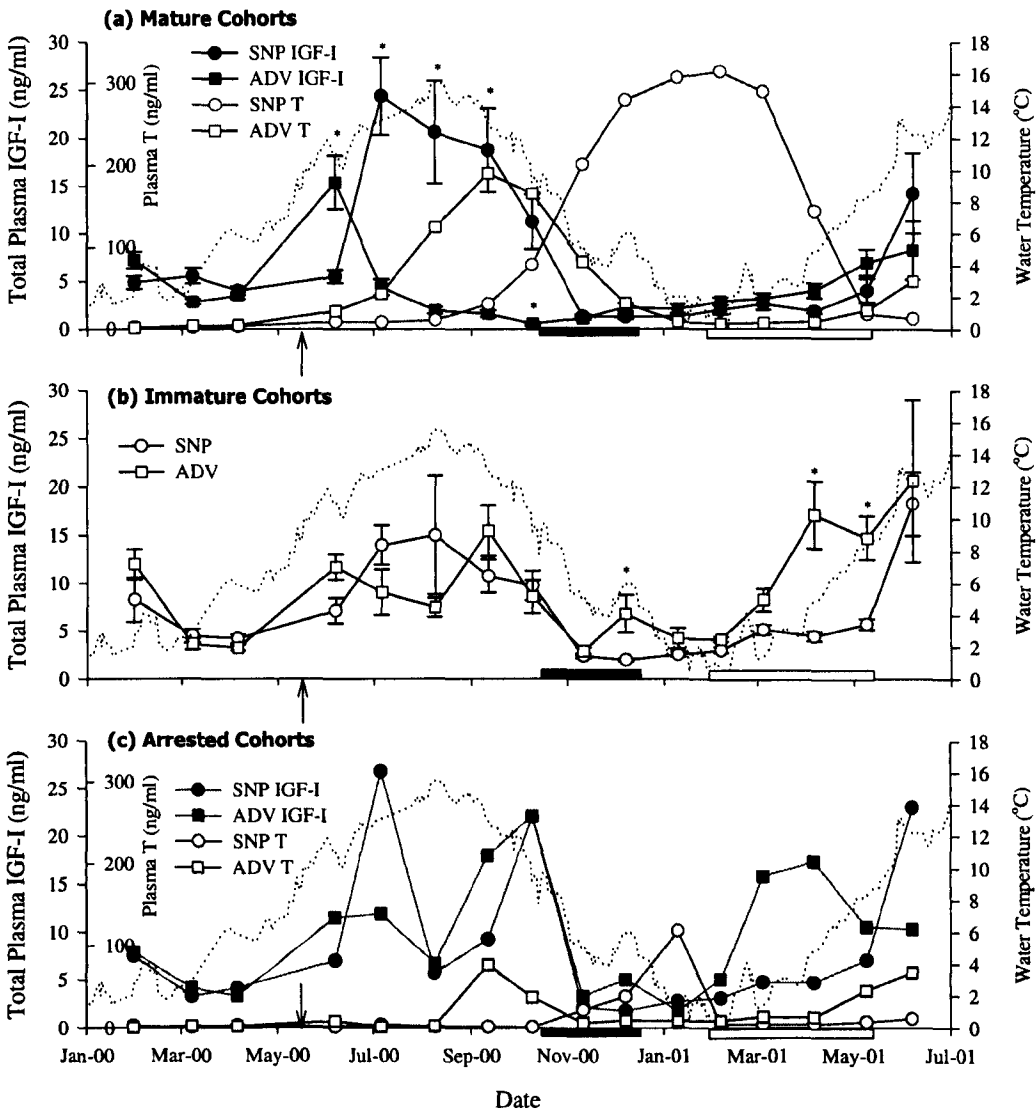 (a) Mature Cohorts
30
25
20
15
10
5
0
Total Plasma IGF-I (ng/ml)
300
200
100
0
Plasma T (ng/ml)
SNP IGF-I
ADV IGF-I
SNP T
ADV T
*
*
*
*
*
18
16
14
12
10
8
6
4
2
0
Water Temperature (°C)
(b) Immature Cohorts
30
25
20
15
10
5
0
Total Plasma IGF-I (ng/ml)
SNP
ADV
*
*
*
18
16
14
12
10
8
6
4
2
0
Water Temperature (°C)
(c) Arrested Cohorts
30
25
20
15
10
5
0
Total Plasma IGF-I (ng/ml)
300
200
100
0
Plasma T (ng/ml)
SNP IGF-I
ADV IGF-I
SNP T
ADV T
18
16
14
12
10
8
6
4
2
0
Water Temperature (°C)
Jan-00 Mar-00 May-00 Jul-00 Sep-00 Nov-00 Jan-01 Mar-01 May-01 Jul-01
Date